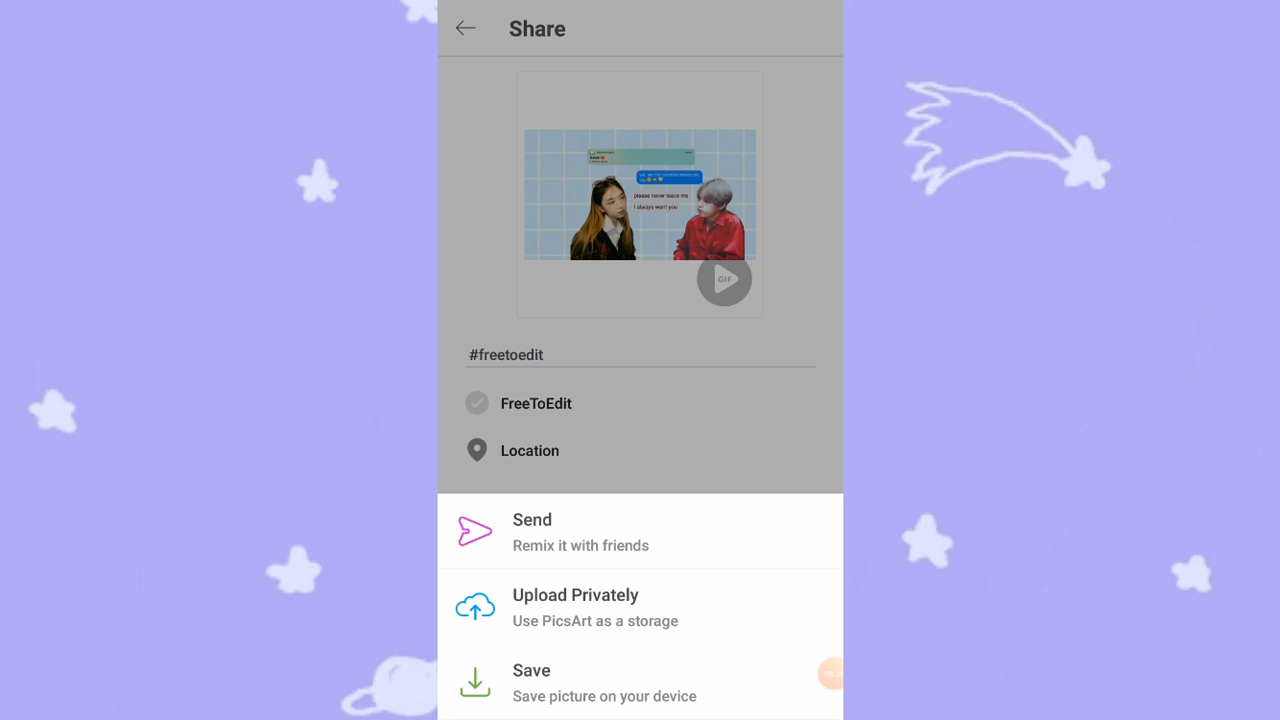 Share
please never leave me
I always want you
GIF
#freetoedit
FreeToEdit
Location
Send
Remix it with friends
Upload Privately
Use PicsArt as a storage
Save
Save picture on your device